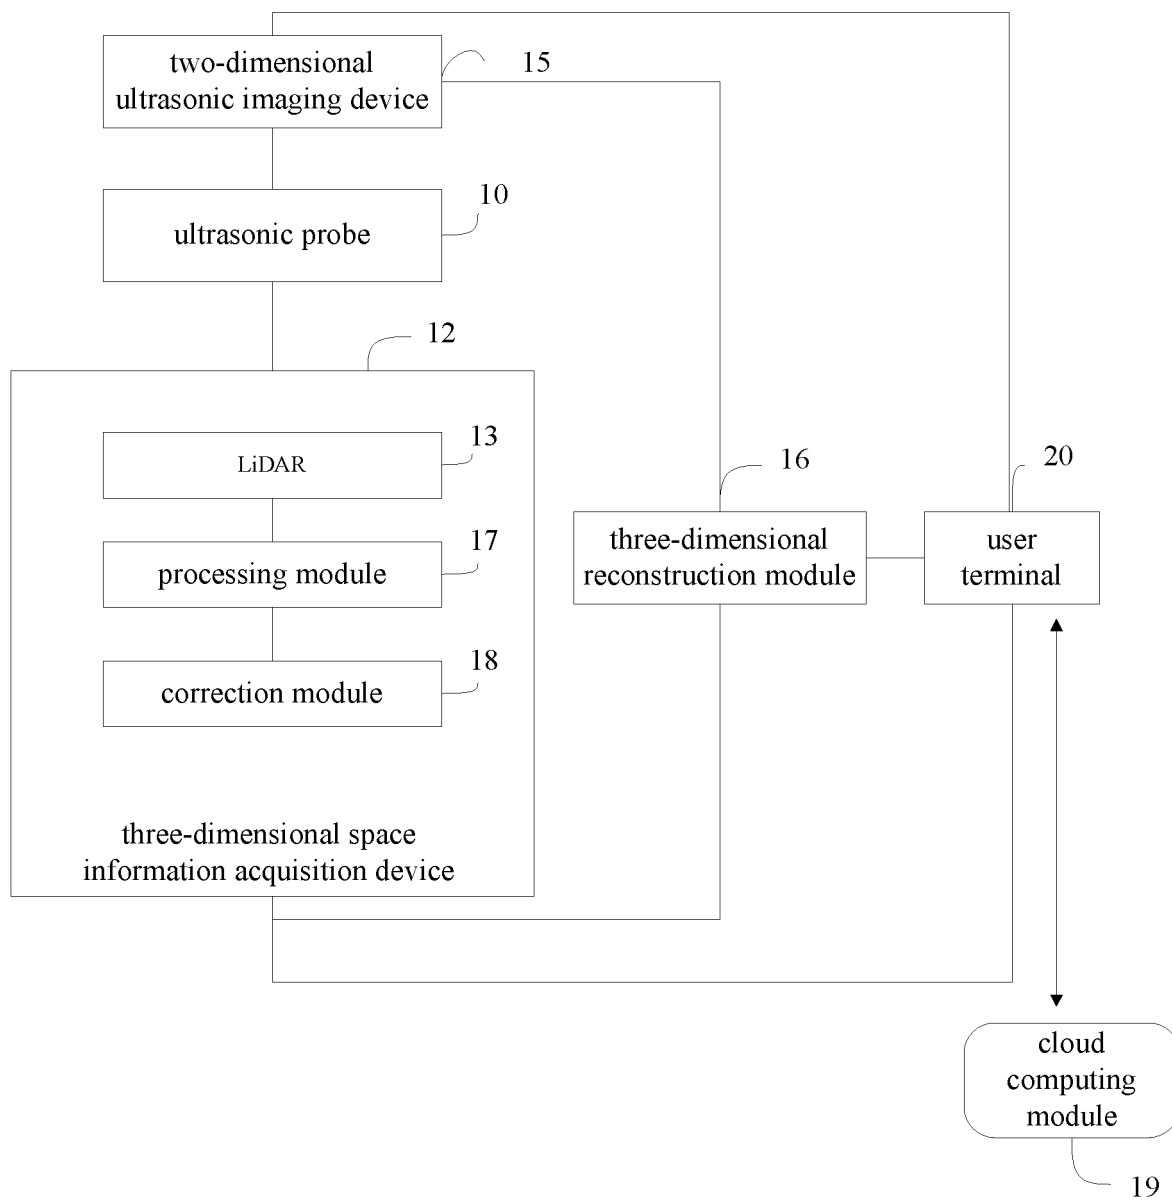 two-dimensional
ultrasonic imaging device
15
ultrasonic probe
10
12
LiDAR
13
processing module
17
correction module
18
three-dimensional space
information acquisition device
16
three-dimensional
reconstruction module
20
user
terminal
cloud
computing
module
19